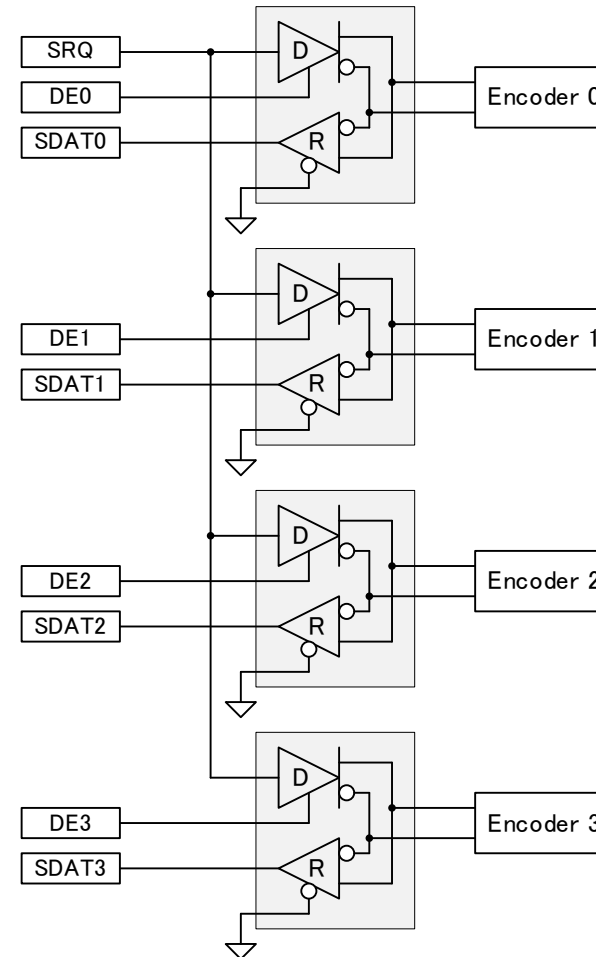 SRQ
D
DE0
Encoder 0
SDAT0
R
D
DE1
Encoder 1
SDAT1
R
D
DE2
Encoder 2
SDAT2
R
D
DE3
Encoder 3
SDAT3
R